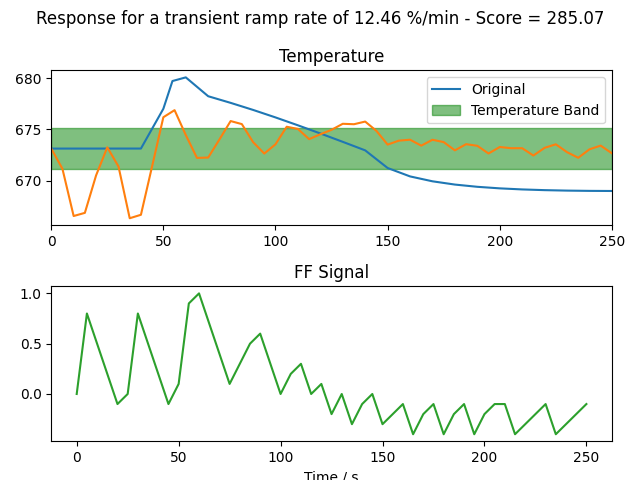 Response for a transient ramp rate of 12.46 %/min - Score = 285.07
Temperature
680
675
670
Original
Temperature Band
0 50 100 150 200 250
FF Signal
1.0
0.5
0.0
0 50 100 150 200 250
Time / s